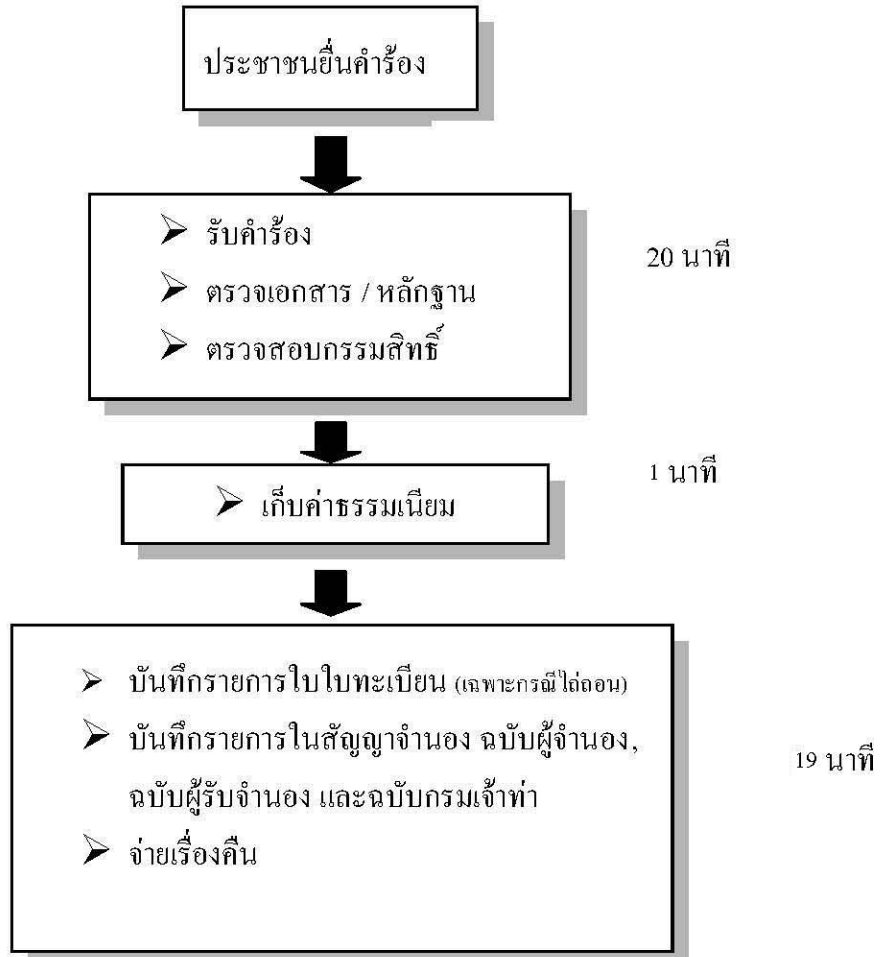 ประชาชนยื่นคำร้อง
➢ รับคำร้อง
➢ ตรวจเอกสาร / หลักฐาน
➢ ตรวจสอบกรรมสิทธิ์
20 นาที
➢ เก็บค่าธรรมเนียม
1 นาที
➢ บันทึกรายการใบใบทะเบียน (เฉพาะกรณีไถ่ถอน)
➢ บันทึกรายการในสัญญาจำนอง ฉบับผู้จำนอง,
ฉบับผู้รับจำนอง และฉบับกรมเจ้าท่า
➢ จ่ายเรื่องคืน
19 นาที